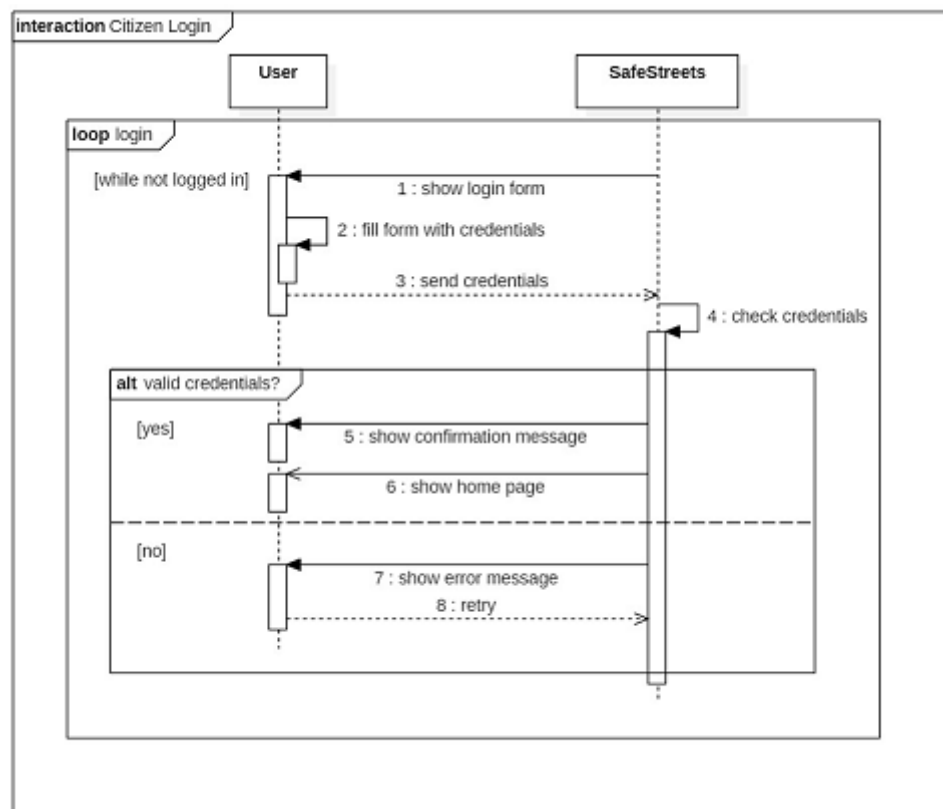 interaction Citizen Login
User
SafeStreets
loop login
[while not logged in]
1 : show login form
2 : fill form with credentials
3 : send credentials
4 : check credentials
alt valid credentials?
[yes]
5 : show confirmation message
6 : show home page
[no]
7 : show error message
8 : retry